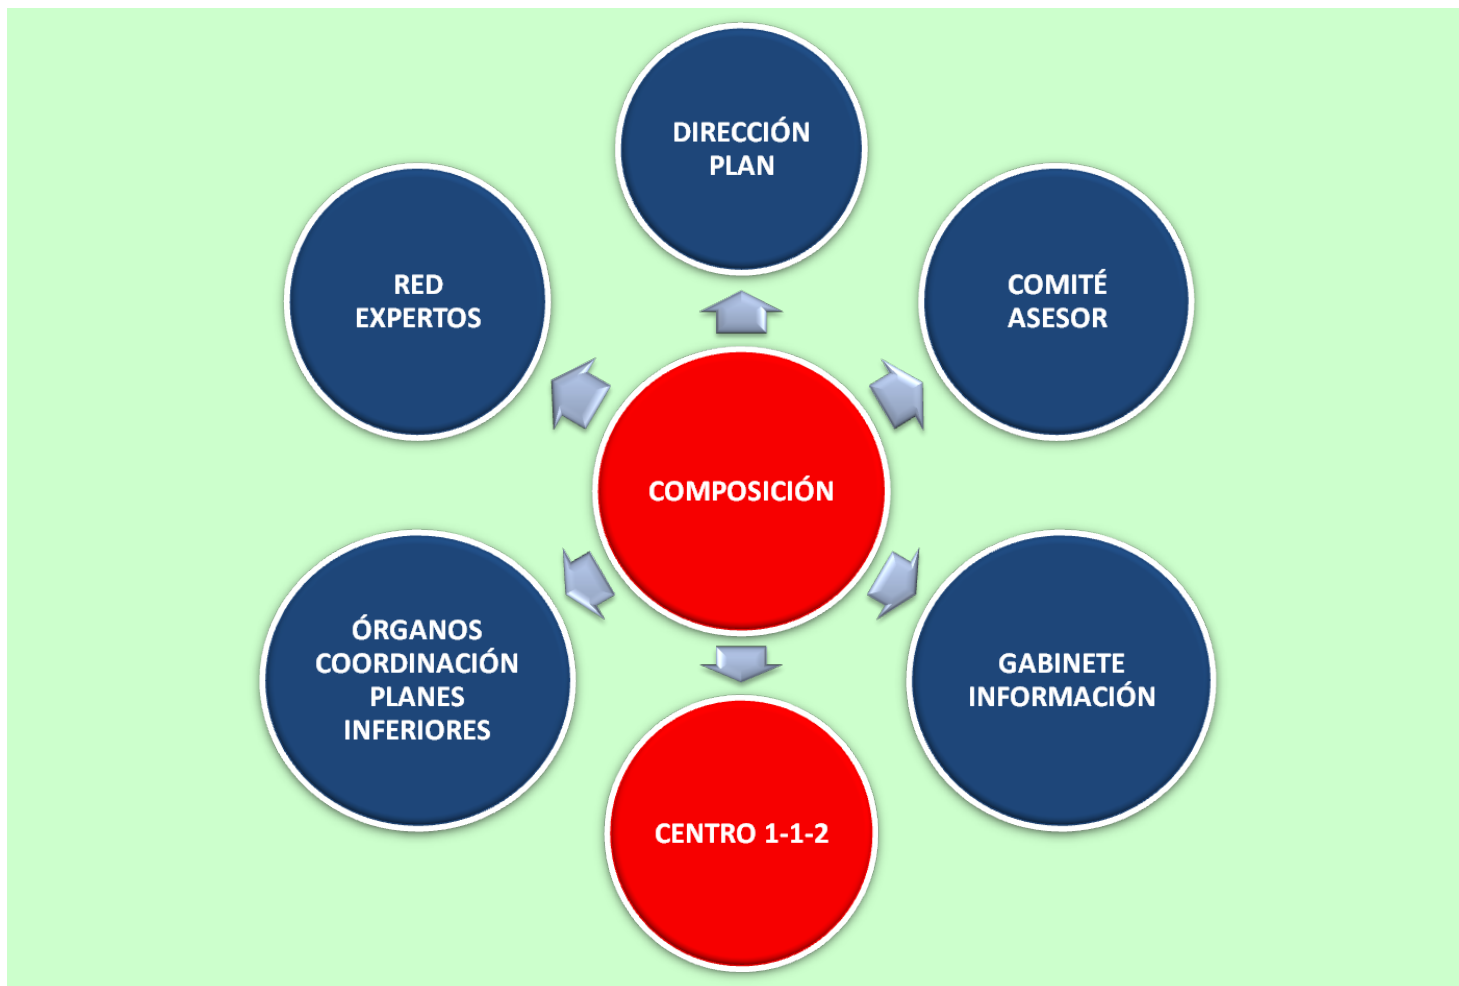 DIRECCIÓN
PLAN
RED
EXPERTOS
COMITÉ
ASESOR
COMPOSICIÓN
ÓRGANOS
COORDINACIÓN
PLANES
INFERIORES
GABINETE
INFORMACIÓN
CENTRO 1-1-2